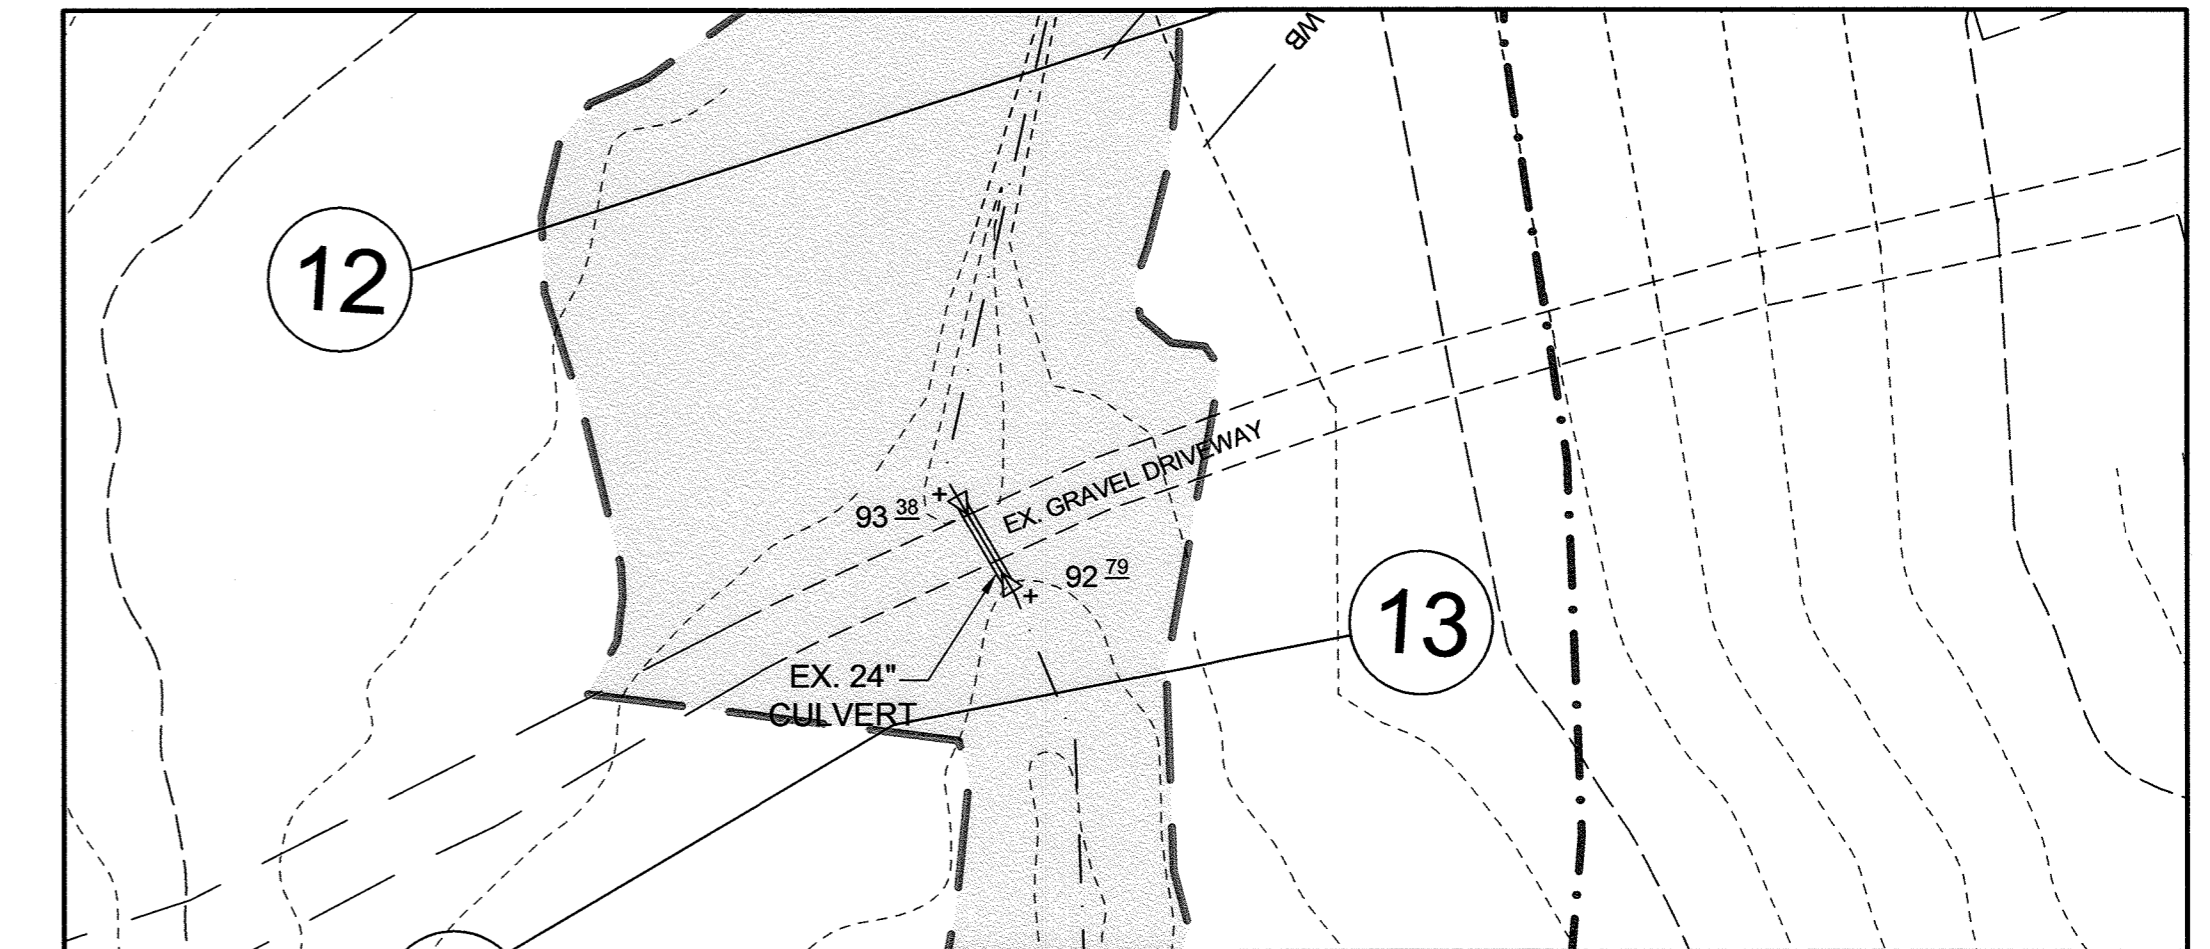 WB
12
EX. GRAVEL DRIVEWAY
93 38
92 79
13
EX. 24"
CULVERT